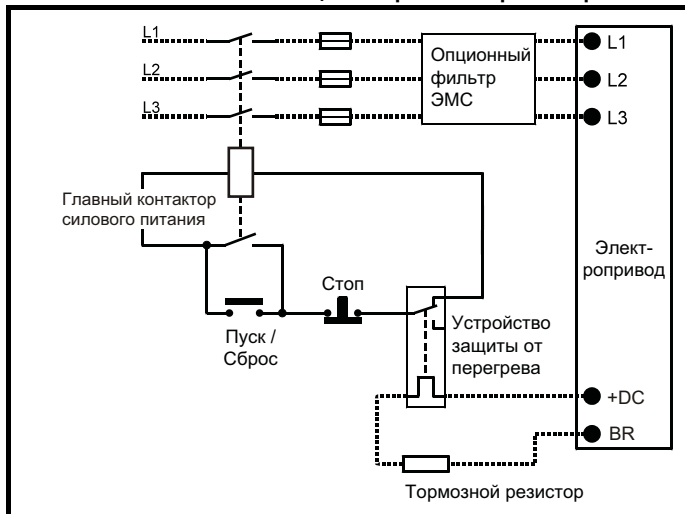 L1
L2
L3
Опционный
фильтр
ЭМС
L1
L2
L3
Главный контактор
силового питания
Элект-
ропривод
Стоп
Пуск /
Сброс
Устройство
защиты от
перегрева
+DC
BR
Тормозной резистор